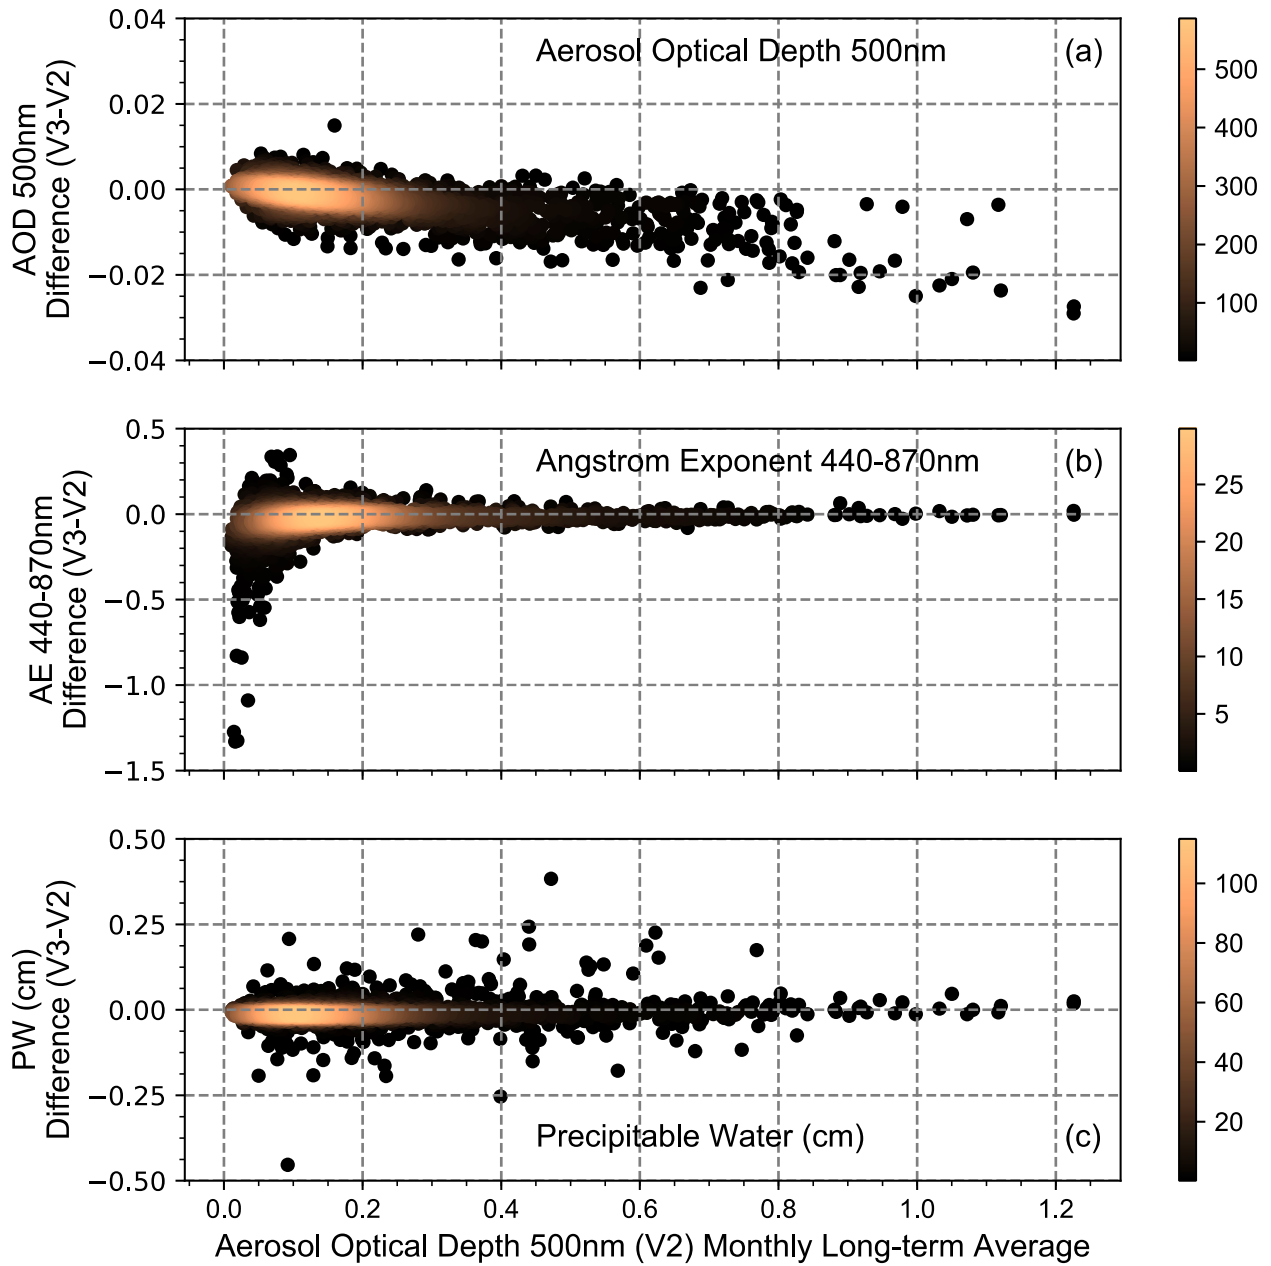 0.04
0.02
0.00
−0.02
−0.04
AOD 500nm
Difference (V3-V2)
Aerosol Optical Depth 500nm
(a)
500
400
300
200
100
0.5
0.0
−0.5
−1.0
−1.5
AE 440-870nm
Difference (V3-V2)
Angstrom Exponent 440-870nm
(b)
25
20
15
10
5
0.50
0.25
0.00
−0.25
−0.50
PW (cm)
Difference (V3-V2)
Precipitable Water (cm)
(c)
100
80
60
40
20
0.0 0.2 0.4 0.6 0.8 1.0 1.2
Aerosol Optical Depth 500nm (V2) Monthly Long-term Average